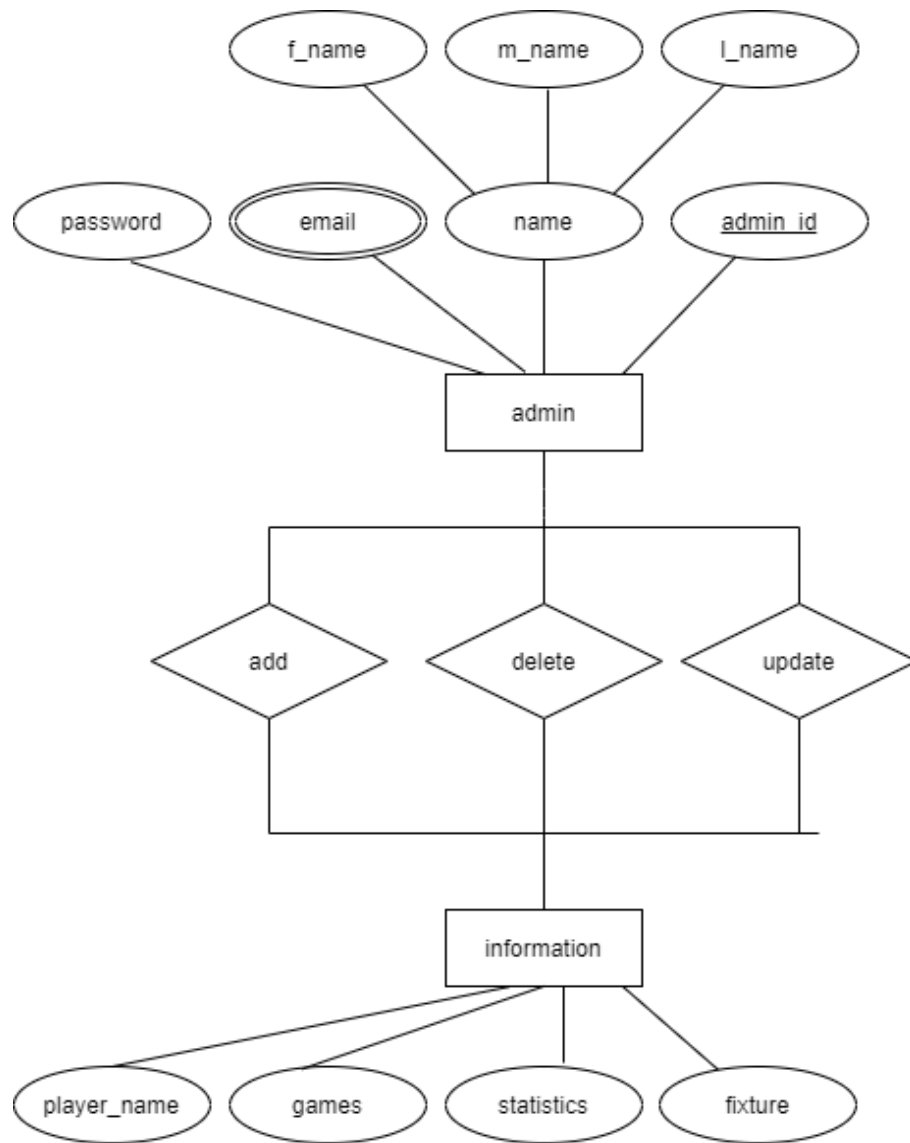 f_name
m_name
l_name
password
email
name
admin_id
admin
add
delete
update
information
player_name
games
statistics
fixture